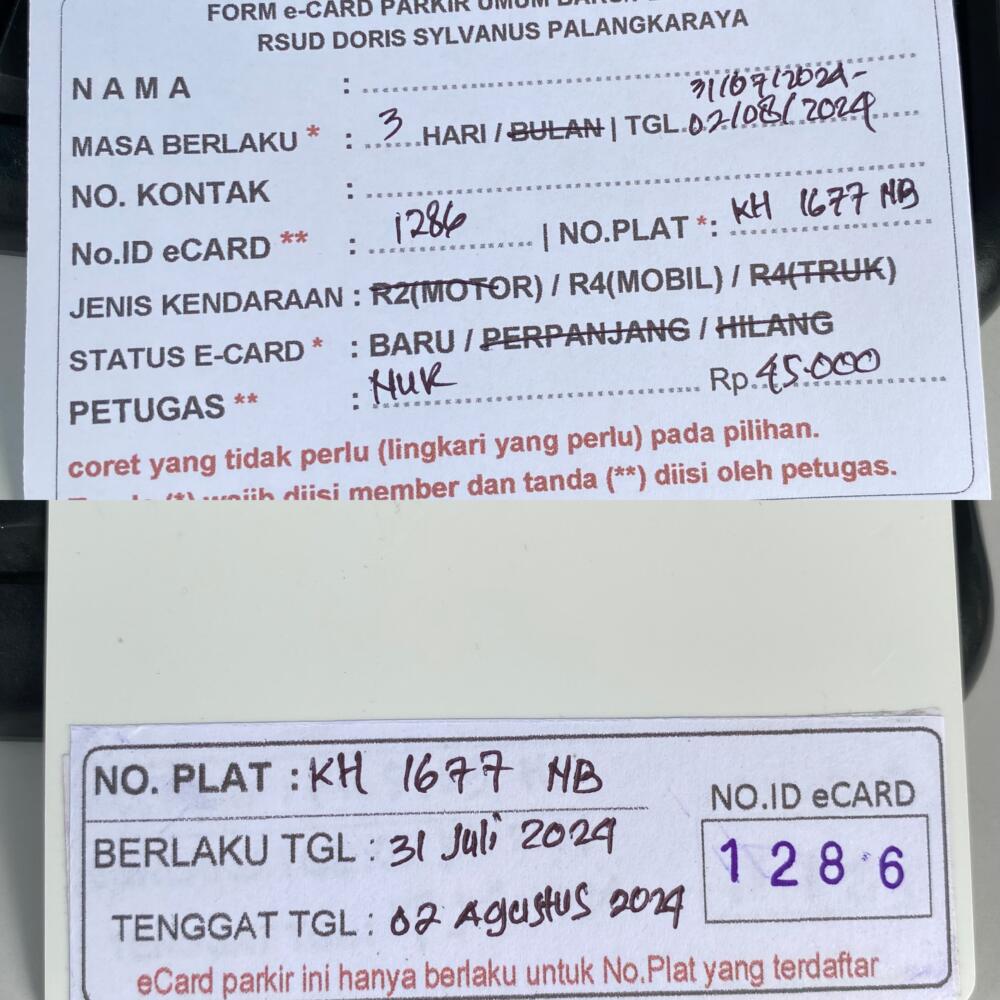 FORM e-CARD PARKIR UMUM
RSUD DORIS SYLVANUS PALANGKARAYA
N A M A :
31/07/2024-
MASA BERLAKU * : 3 HARI / BULAN | TGL. 02/08/2024
NO. KONTAK :
No.ID eCARD ** : 1286 | NO.PLAT *: KH 1677 NB
JENIS KENDARAAN : R2(MOTOR) / R4(MOBIL) / R4(TRUK)
STATUS E-CARD * : BARU / PERPANJANG / HILANG
PETUGAS ** : NUR Rp. 45.000
coret yang tidak perlu (lingkari yang perlu) pada pilihan.
(*) wajib diisi member dan tanda (**) diisi oleh petugas.
NO. PLAT : KH 1677 NB
NO.ID eCARD
BERLAKU TGL : 31 Juli 2024
1286
TENGGAT TGL : 02 Agustus 2024
eCard parkir ini hanya berlaku untuk No.Plat yang terdaftar